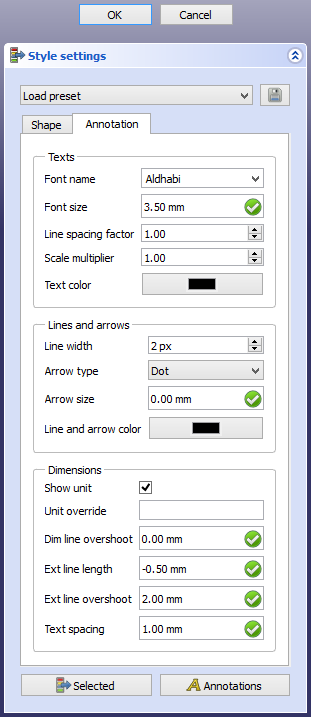 OK Cancel
Style settings
Load preset
Shape Annotation
Texts
Font name Aldhabi
Font size 3.50 mm
Line spacing factor 1.00
Scale multiplier 1.00
Text color
Lines and arrows
Line width 2 px
Arrow type Dot
Arrow size 0.00 mm
Line and arrow color
Dimensions
Show unit
Unit override
Dim line overshoot 0.00 mm
Ext line length -0.50 mm
Ext line overshoot 2.00 mm
Text spacing 1.00 mm
Selected Annotations